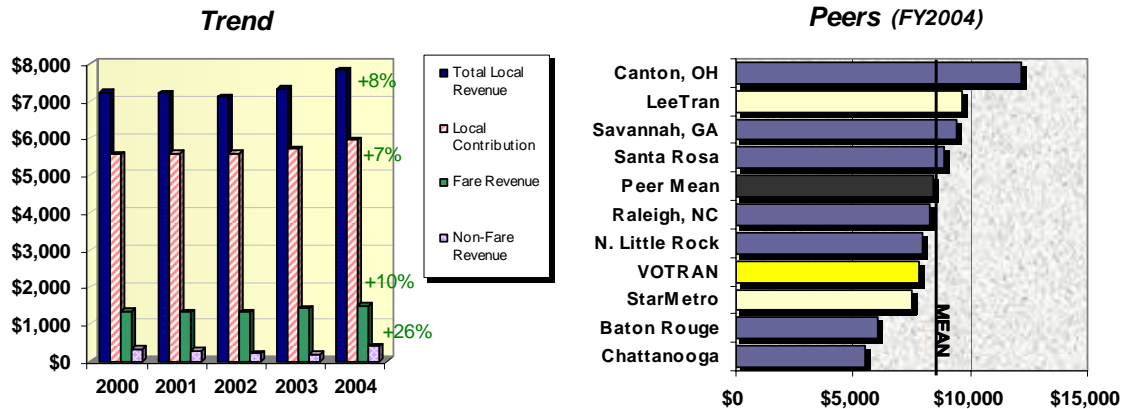 Trend
$8,000
$7,000
$6,000
$5,000
$4,000
$3,000
$2,000
$1,000
$0
2000 2001 2002 2003 2004
+8%
+7%
+10%
+26%
Total Local
Revenue
Local
Contribution
Fare Revenue
Non-Fare
Revenue
Peers (FY2004)
Canton, OH
LeeTran
Savannah, GA
Santa Rosa
Peer Mean
Raleigh, NC
N. Little Rock
VOTRAN
StarMetro
Baton Rouge
Chattanooga
MEAN
$0 $5,000 $10,000 $15,000